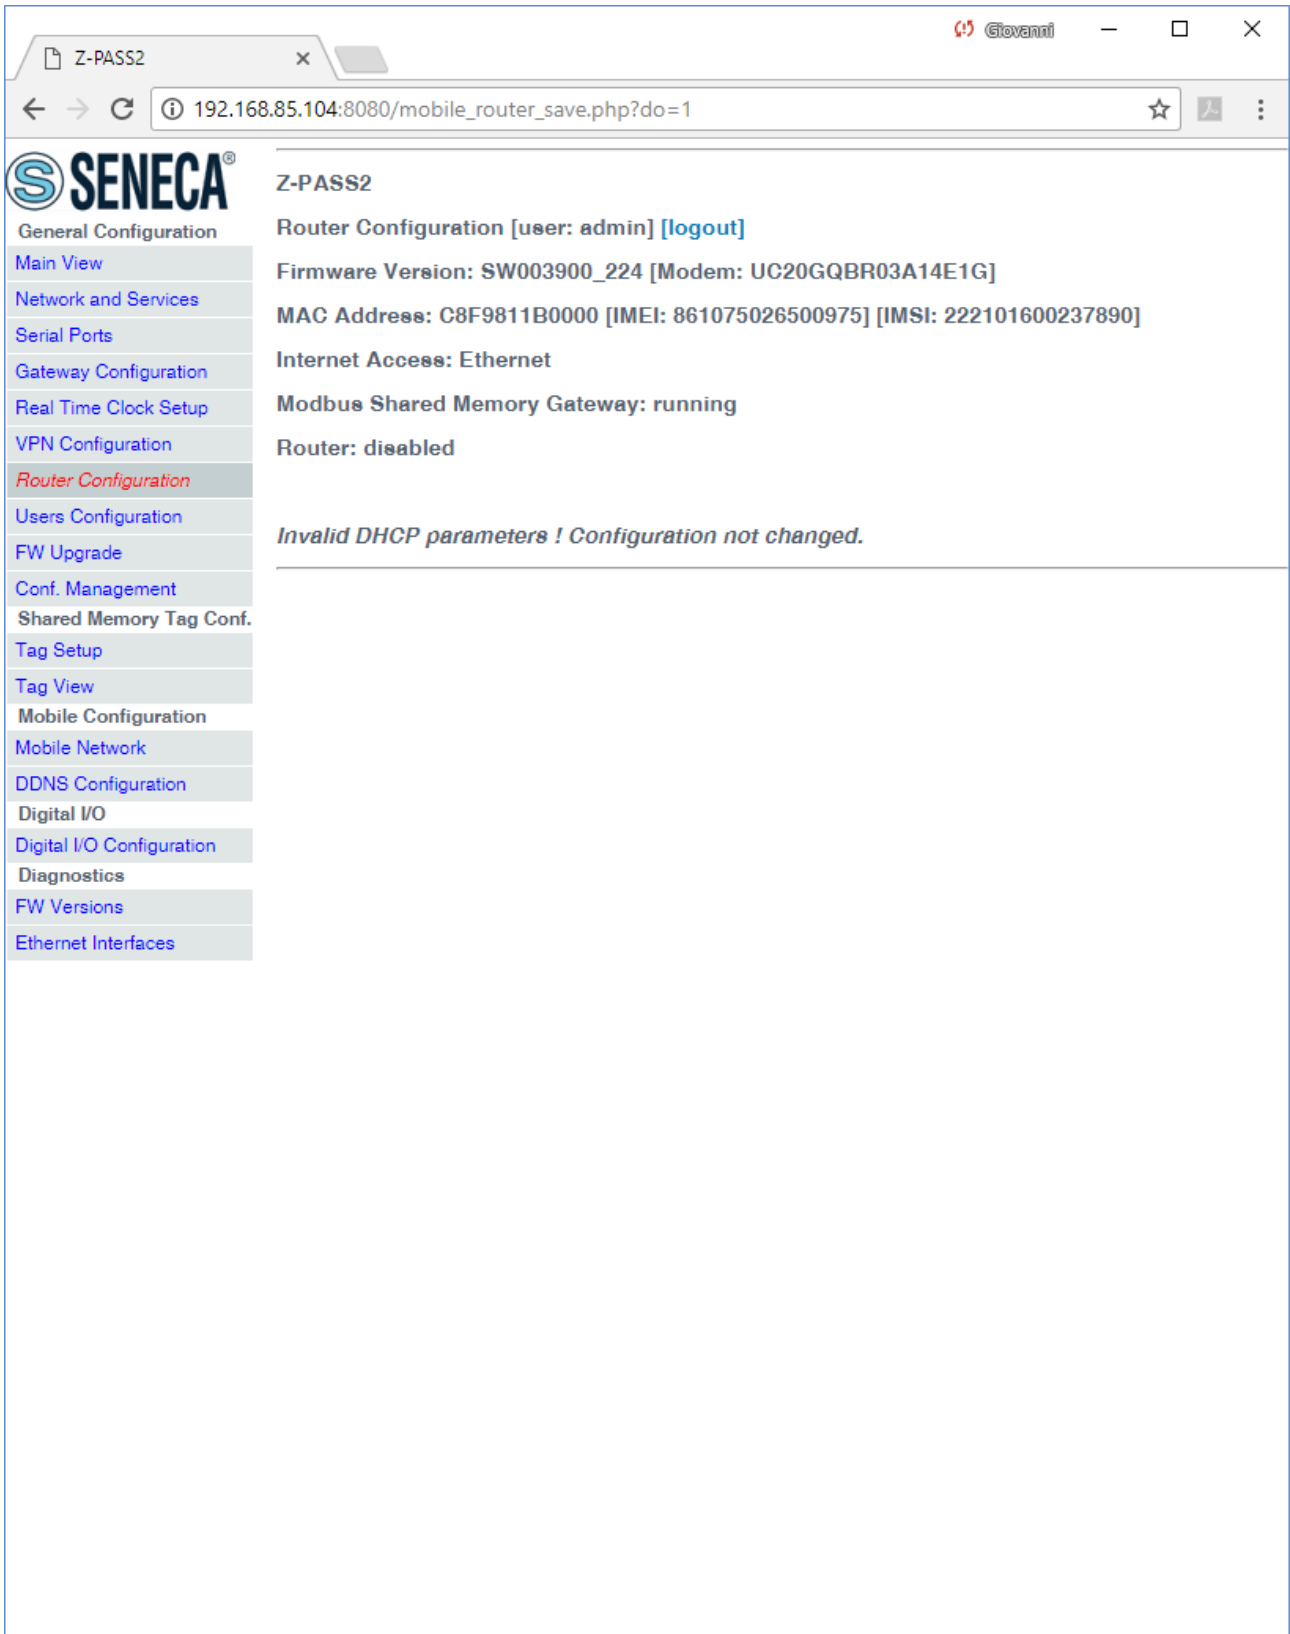 Giovanni
Z-PASS2
192.168.85.104:8080/mobile_router_save.php?do=1
SENECA®
General Configuration
Main View
Network and Services
Serial Ports
Gateway Configuration
Real Time Clock Setup
VPN Configuration
Router Configuration
Users Configuration
FW Upgrade
Conf. Management
Shared Memory Tag Conf.
Tag Setup
Tag View
Mobile Configuration
Mobile Network
DDNS Configuration
Digital I/O
Digital I/O Configuration
Diagnostics
FW Versions
Ethernet Interfaces
Z-PASS2
Router Configuration [user: admin] [logout]
Firmware Version: SW003900_224 [Modem: UC20GQBR03A14E1G]
MAC Address: C8F9811B0000 [IMEI: 861075026500975] [IMSI: 222101600237890]
Internet Access: Ethernet
Modbus Shared Memory Gateway: running
Router: disabled
Invalid DHCP parameters ! Configuration not changed.